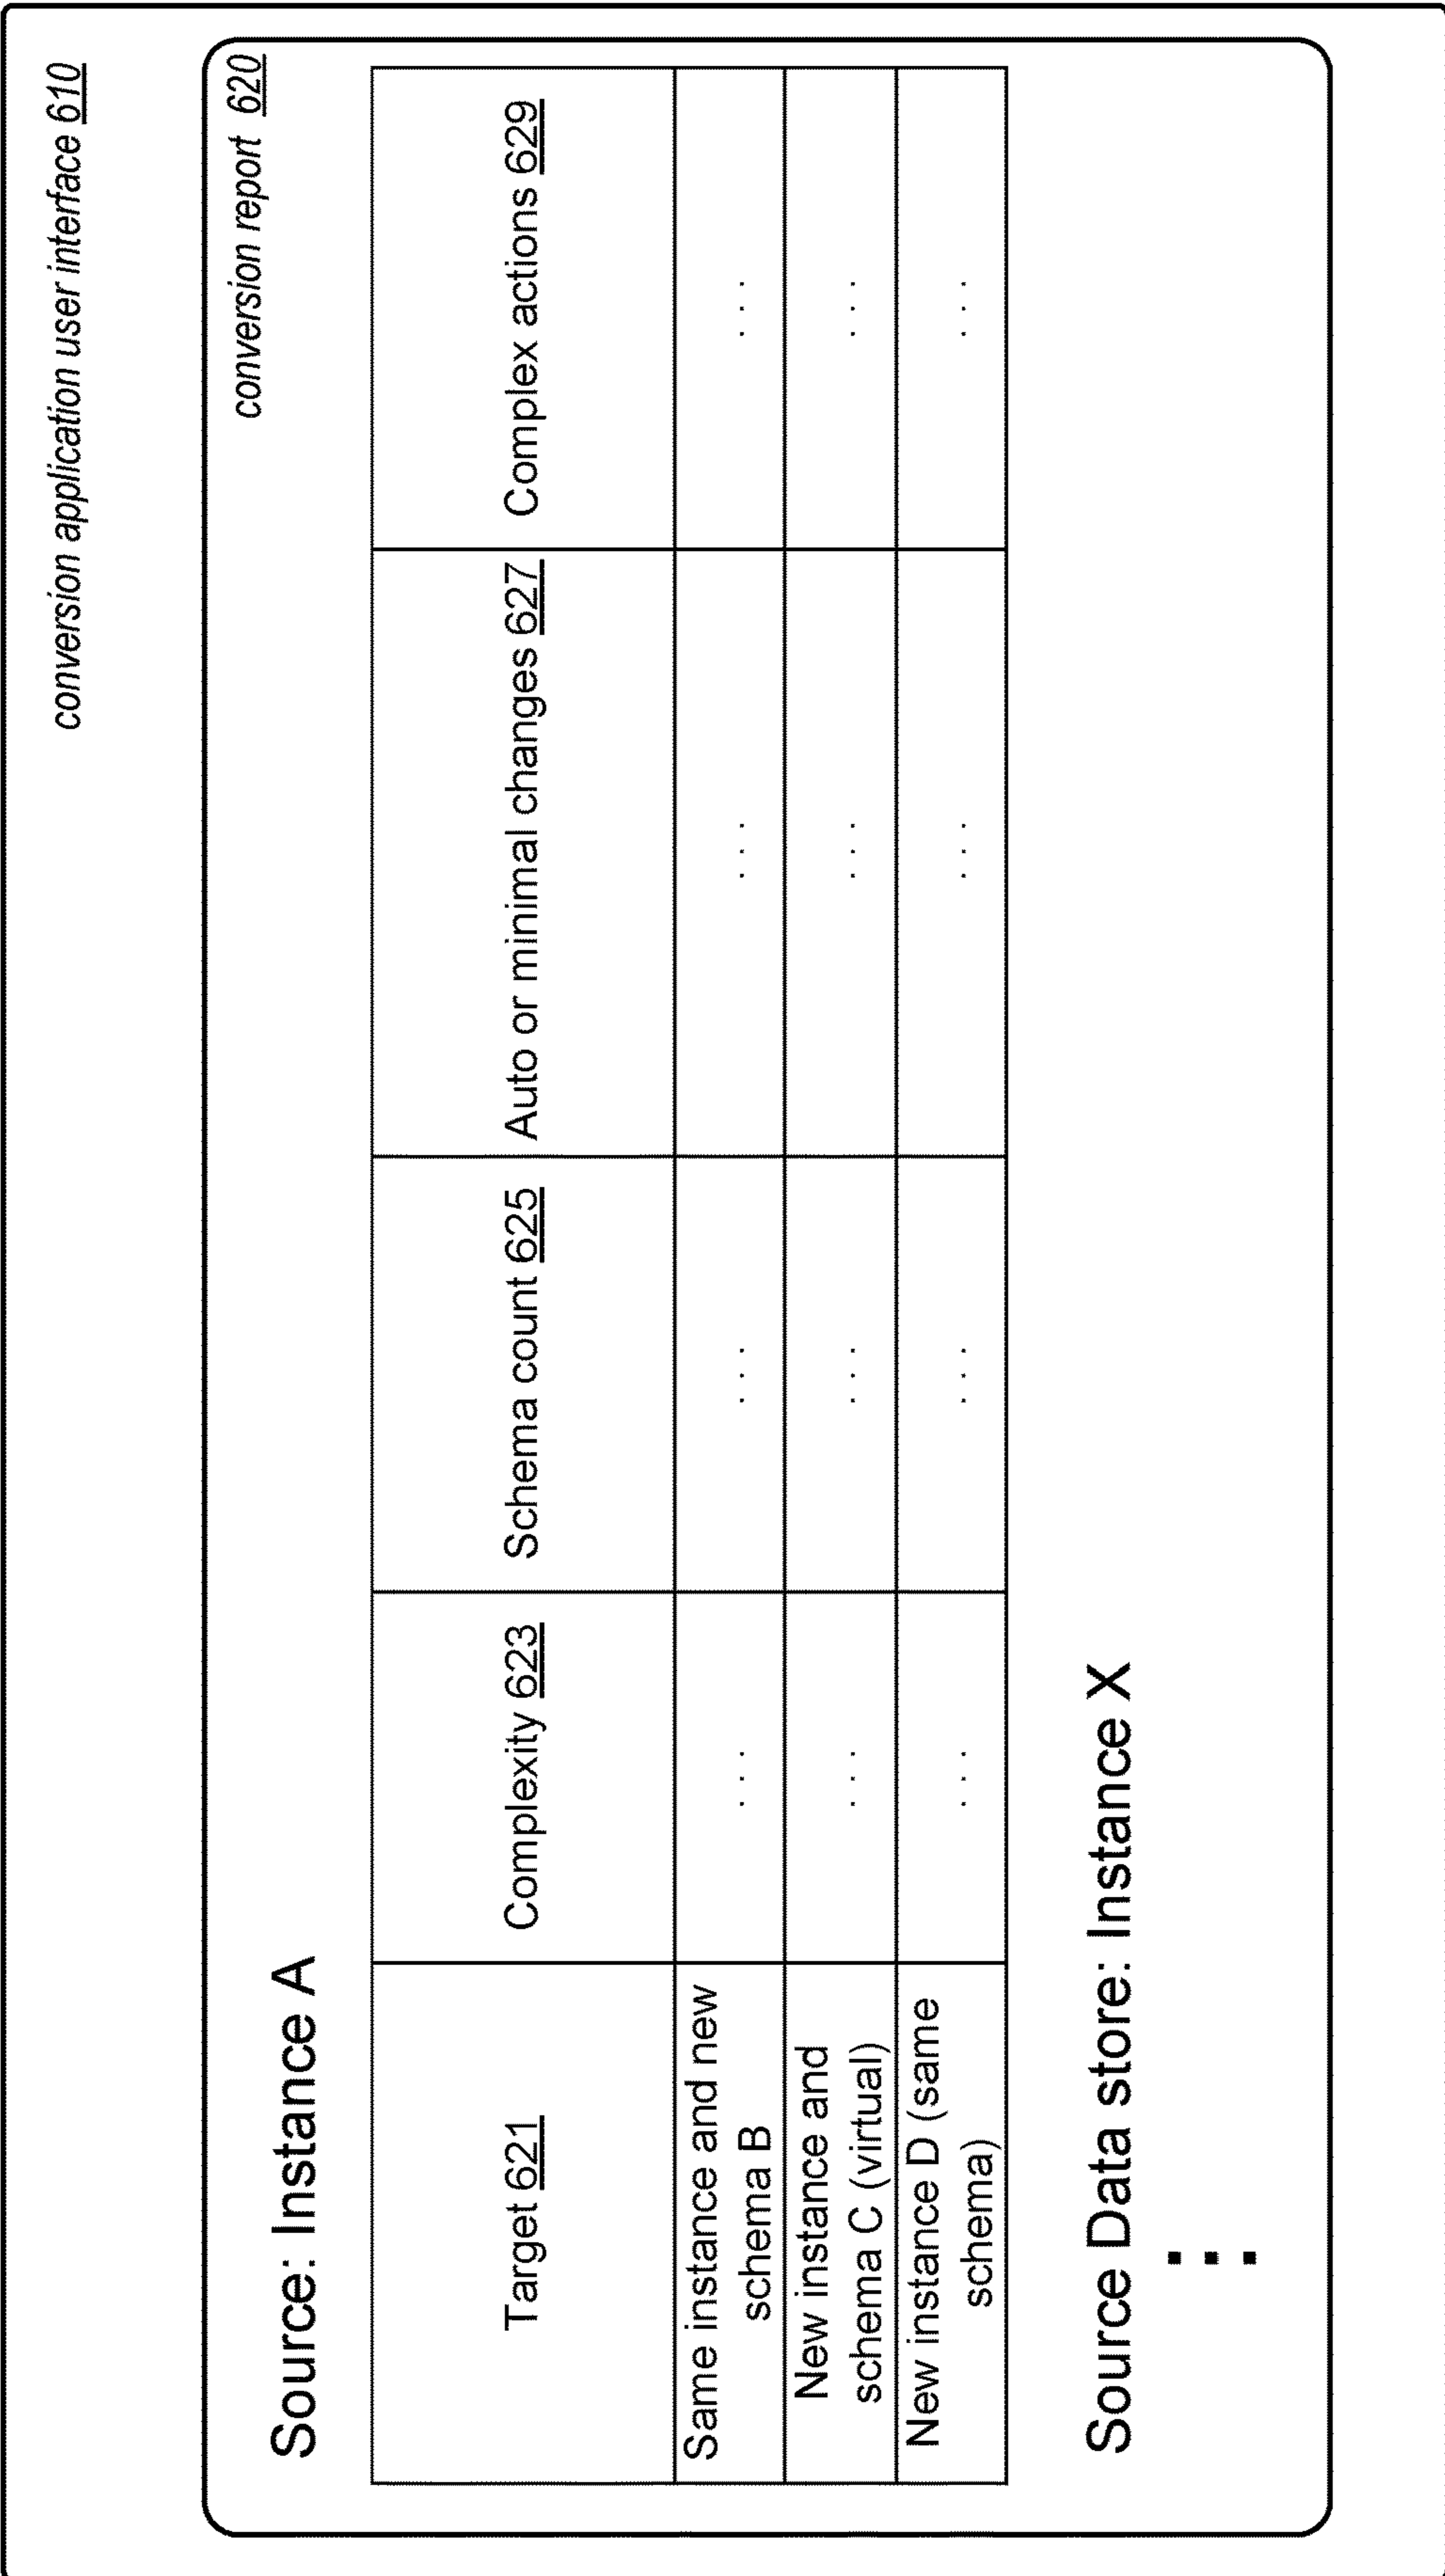 conversion application user interface 610
conversion report 620
Source: Instance A
Target 621
Complexity 623
Schema count 625
Auto or minimal changes 627
Complex actions 629
Same instance and new
schema B
. . .
. . .
. . .
. . .
New instance and
schema C (virtual)
. . .
. . .
. . .
. . .
New instance D (same
schema)
. . .
. . .
. . .
. . .
Source Data store: Instance X